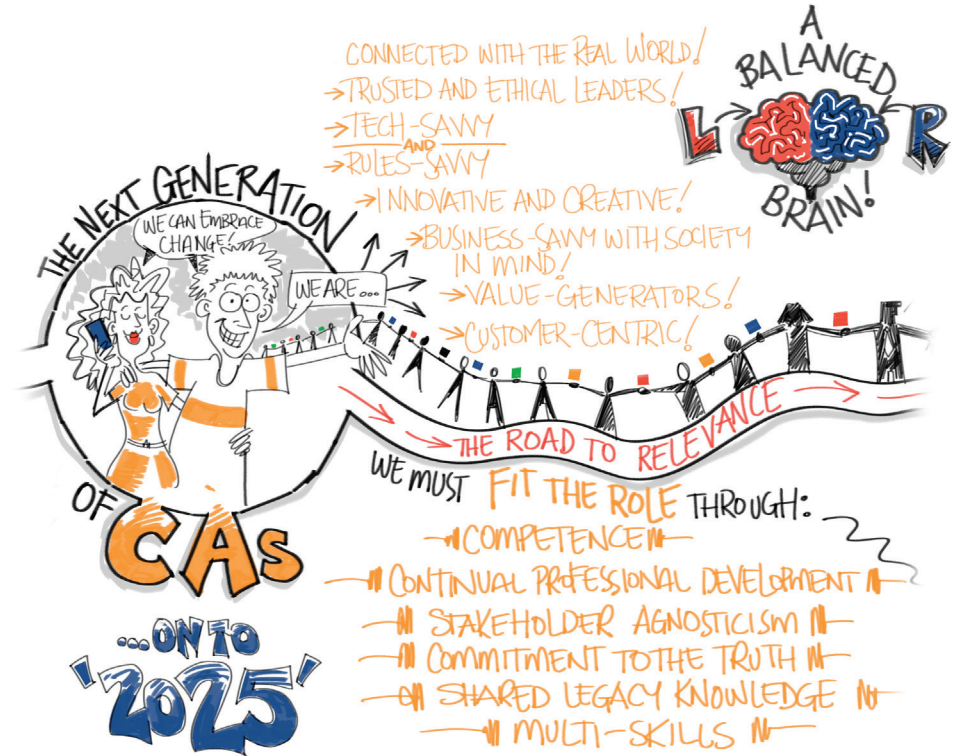 THE NEXT GENERATION
WE CAN EMBRACE
CHANGE!
WE ARE...
OF
CAs
...ON TO
'2025'
CONNECTED WITH THE REAL WORLD!
→TRUSTED AND ETHICAL LEADERS!
→TECH-SAVVY
AND
→RULES-SAVVY
→INNOVATIVE AND CREATIVE!
→BUSINESS-SAVVY WITH SOCIETY
IN MIND!
→VALUE-GENERATORS!
→CUSTOMER-CENTRIC!
A
BALANCED
L
R
BRAIN!
THE ROAD TO RELEVANCE
WE MUST FIT THE ROLE THROUGH:
COMPETENCE
CONTINUAL PROFESSIONAL DEVELOPMENT
STAKEHOLDER AGNOSTICISM
COMMITMENT TO THE TRUTH
SHARED LEGACY KNOWLEDGE
MULTI-SKILLS